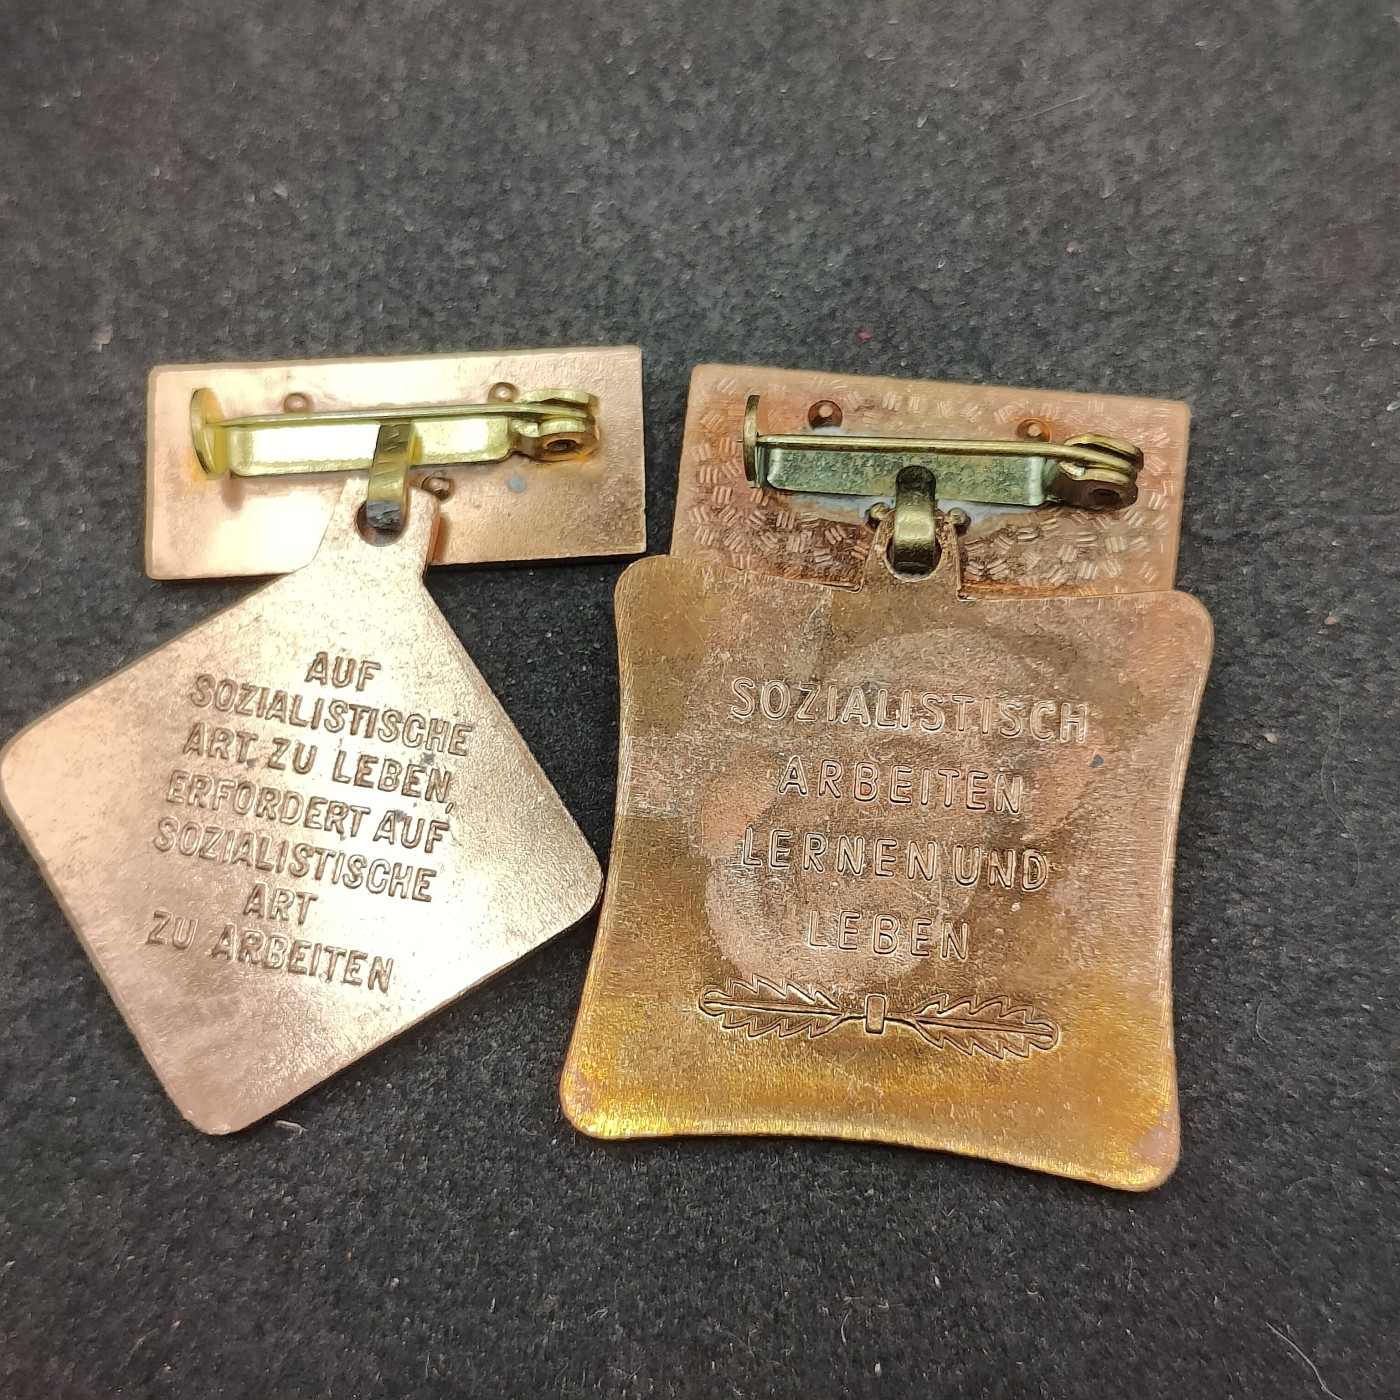 AUF
SOZIALISTISCHE
ART ZU LEBEN,
ERFORDERT AUF
SOZIALISTISCHE
ART
ZU ARBEITEN
SOZIALISTISCH
ARBEITEN
LERNEN UND
LEBEN